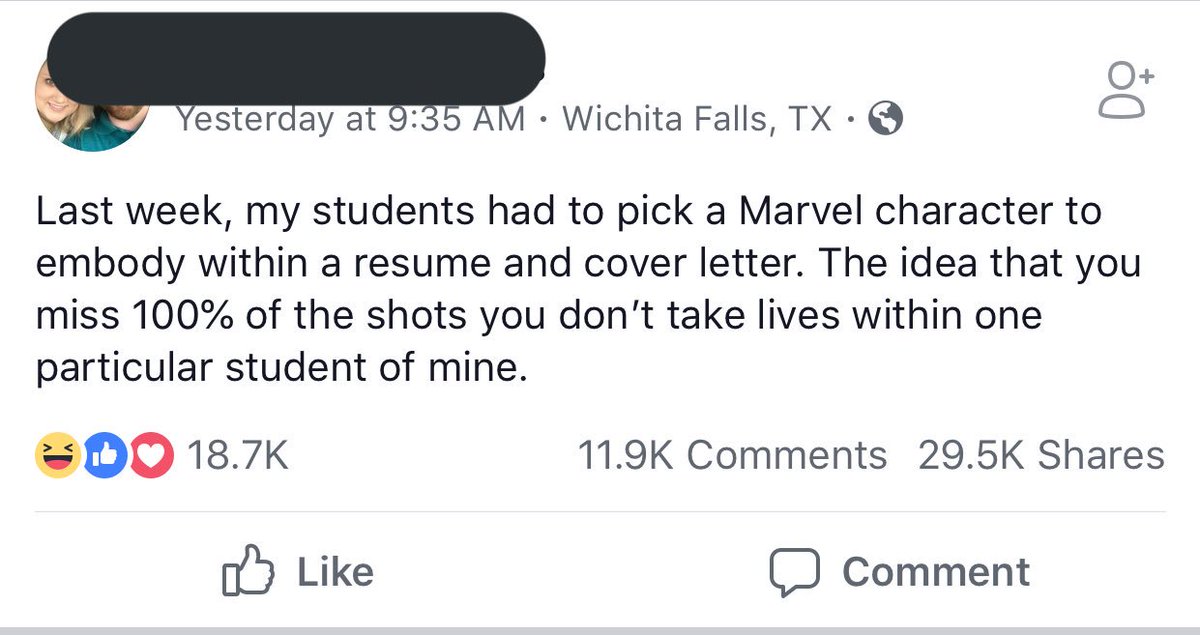 Yesterday at 9:35 AM · Wichita Falls, TX ·
Last week, my students had to pick a Marvel character to
embody within a resume and cover letter. The idea that you
miss 100% of the shots you don’t take lives within one
particular student of mine.
18.7K 11.9K Comments 29.5K Shares
Like Comment